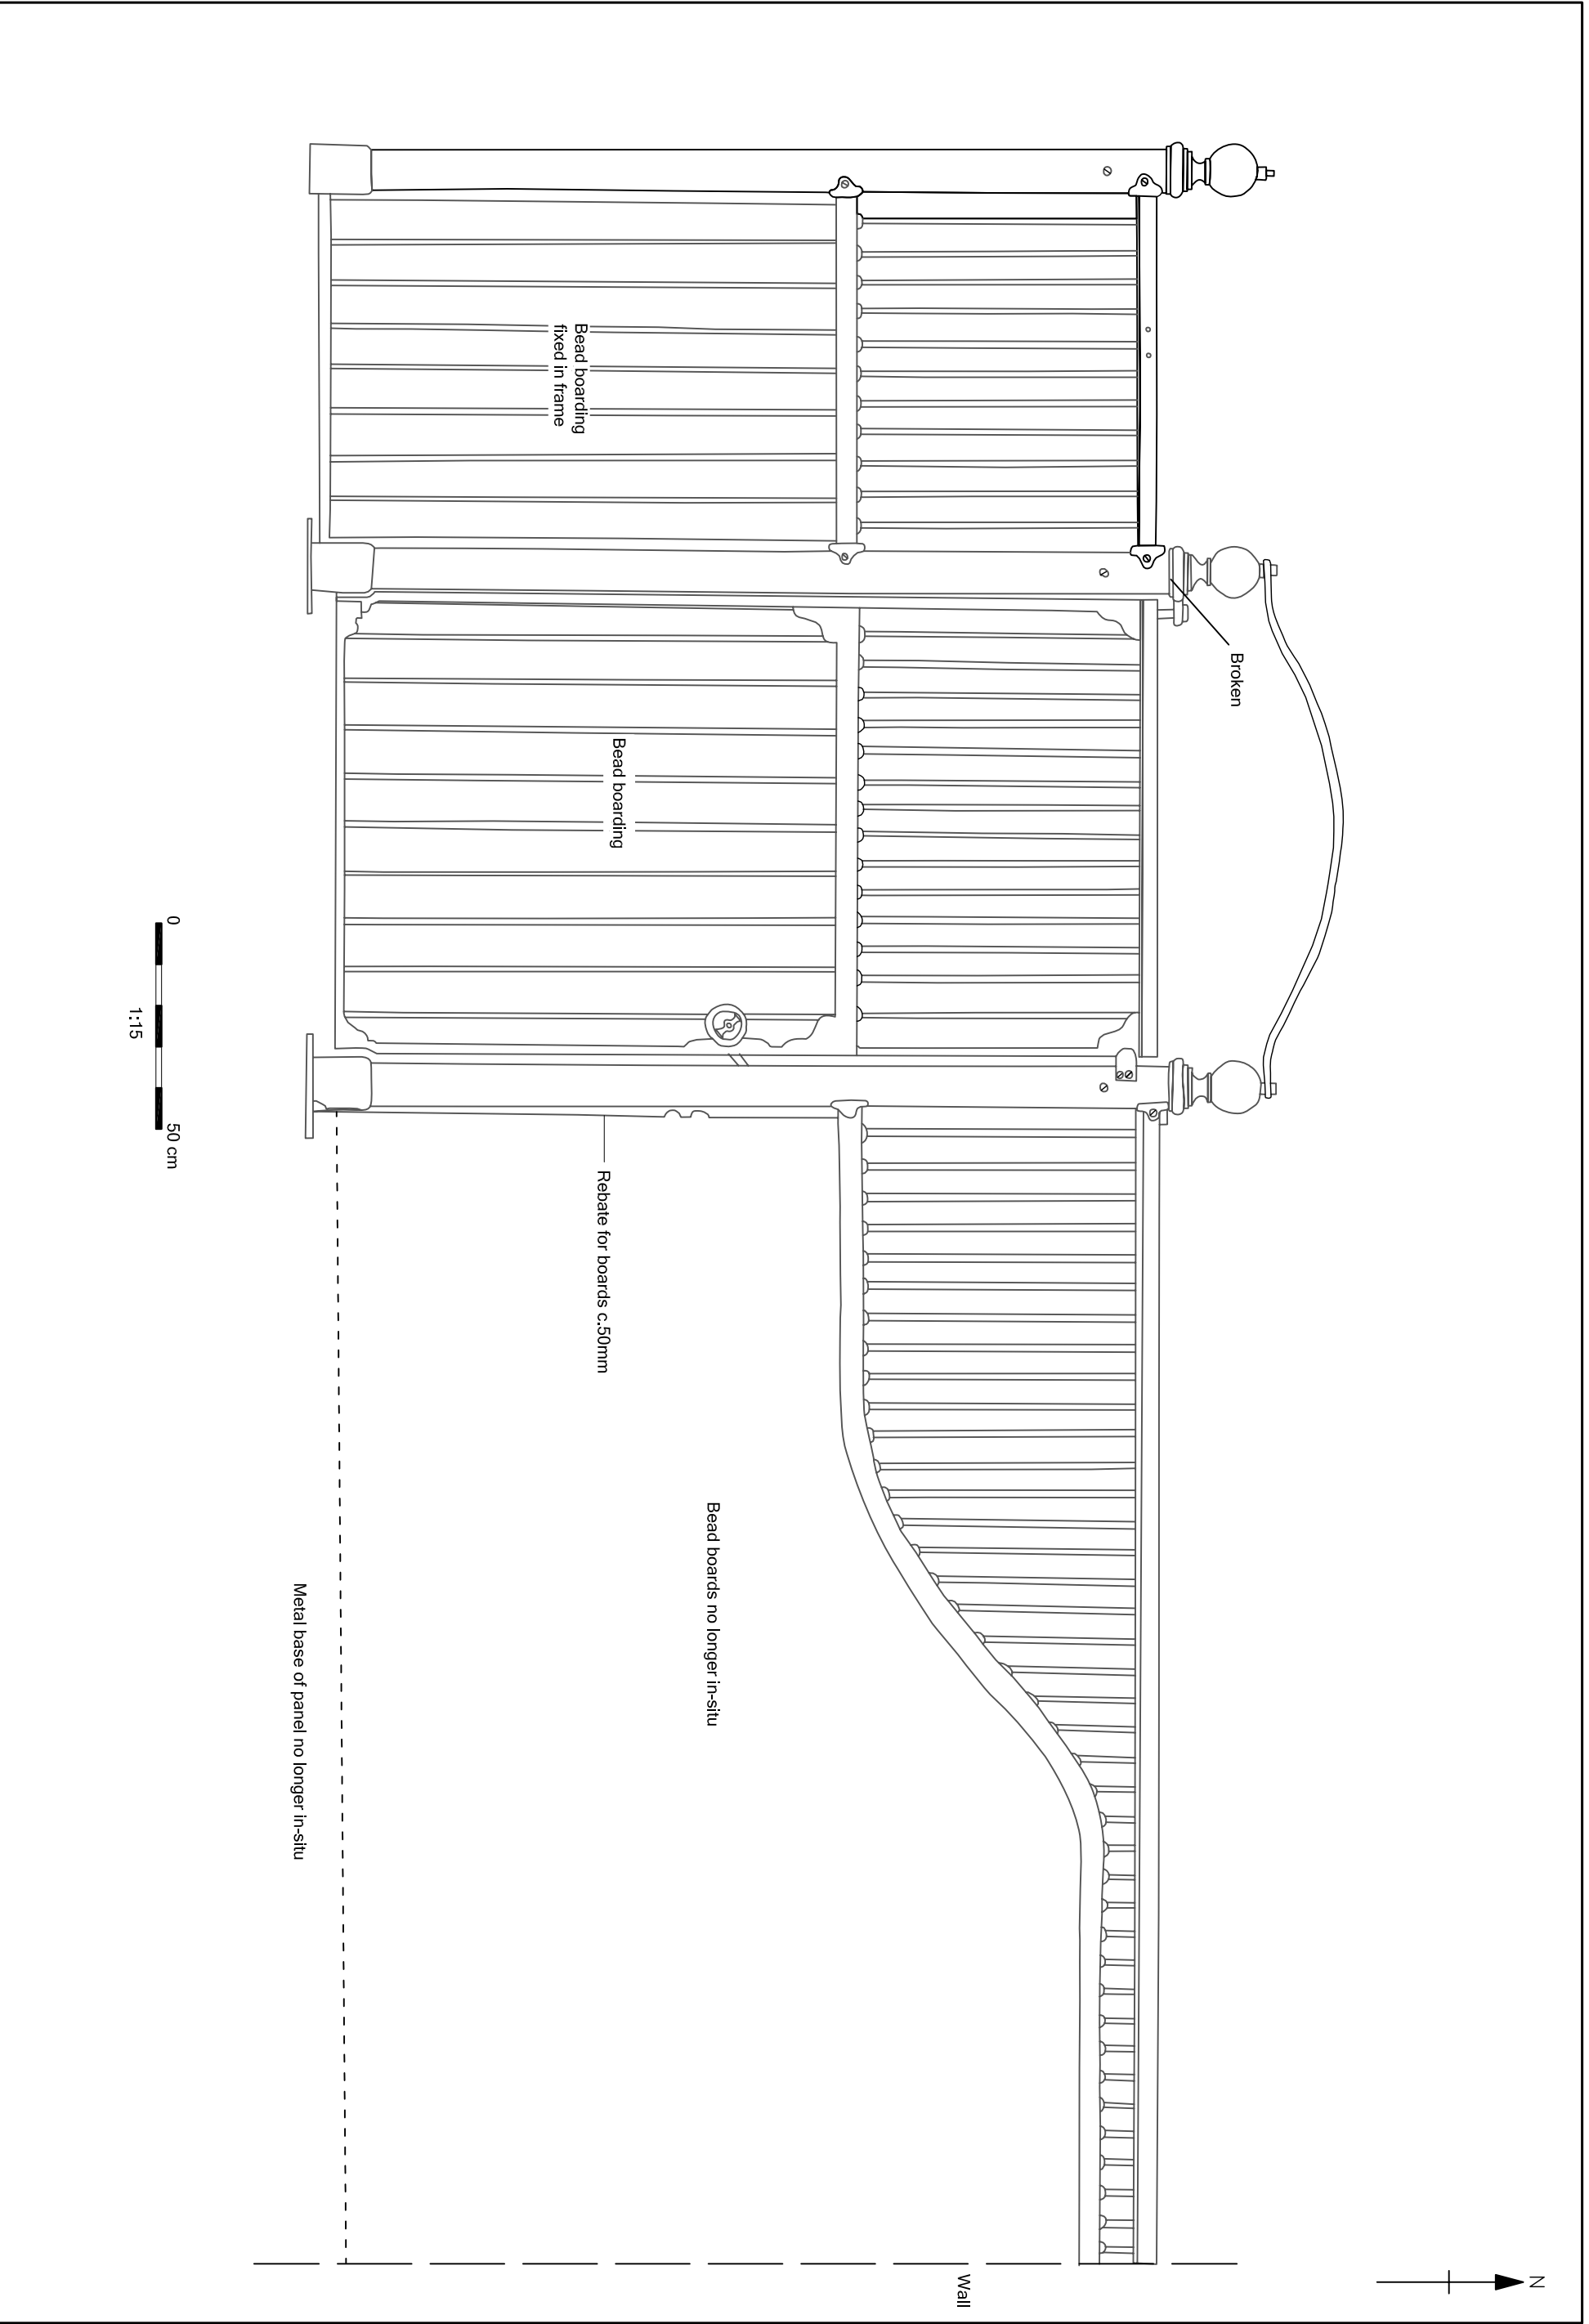 N
Broken
Wall
Bead boarding
Bead boarding
fixed in frame
Rebate for boards c.50mm
Bead boards no longer in-situ
Metal base of panel no longer in-situ
0
50 cm
1:15